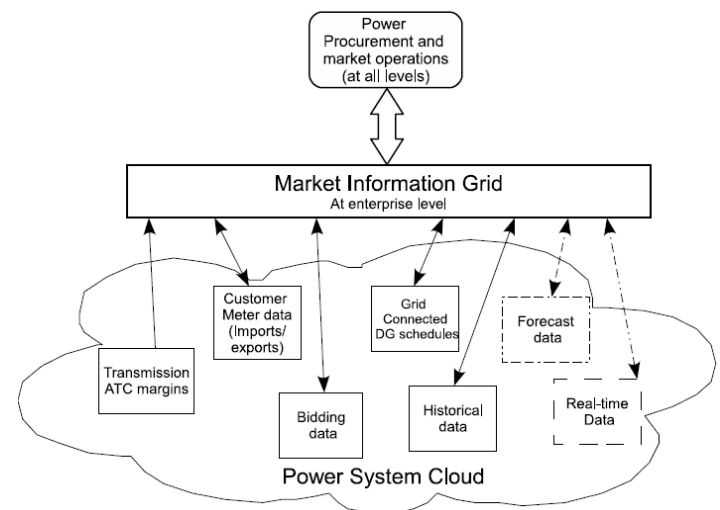 Power
Procurement and
market operations
(at all levels)
Market Information Grid
At enterprise level
Customer
Meter data
(Imports/
exports)
Grid
Connected
DG schedules
Forecast
data
Transmission
ATC margins
Bidding
data
Historical
data
Real-time
Data
Power System Cloud